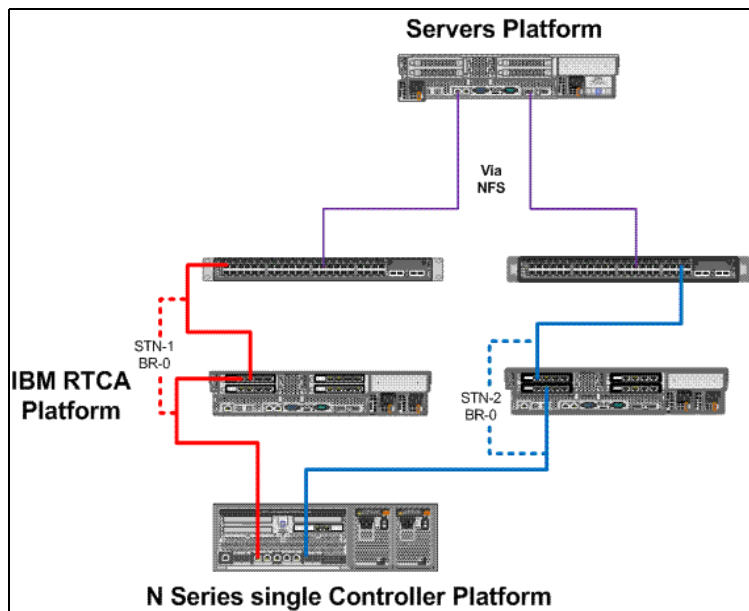 Servers Platform
Via
NFS
STN-1
BR-0
IBM RTCA
Platform
STN-2
BR-0
N Series single Controller Platform